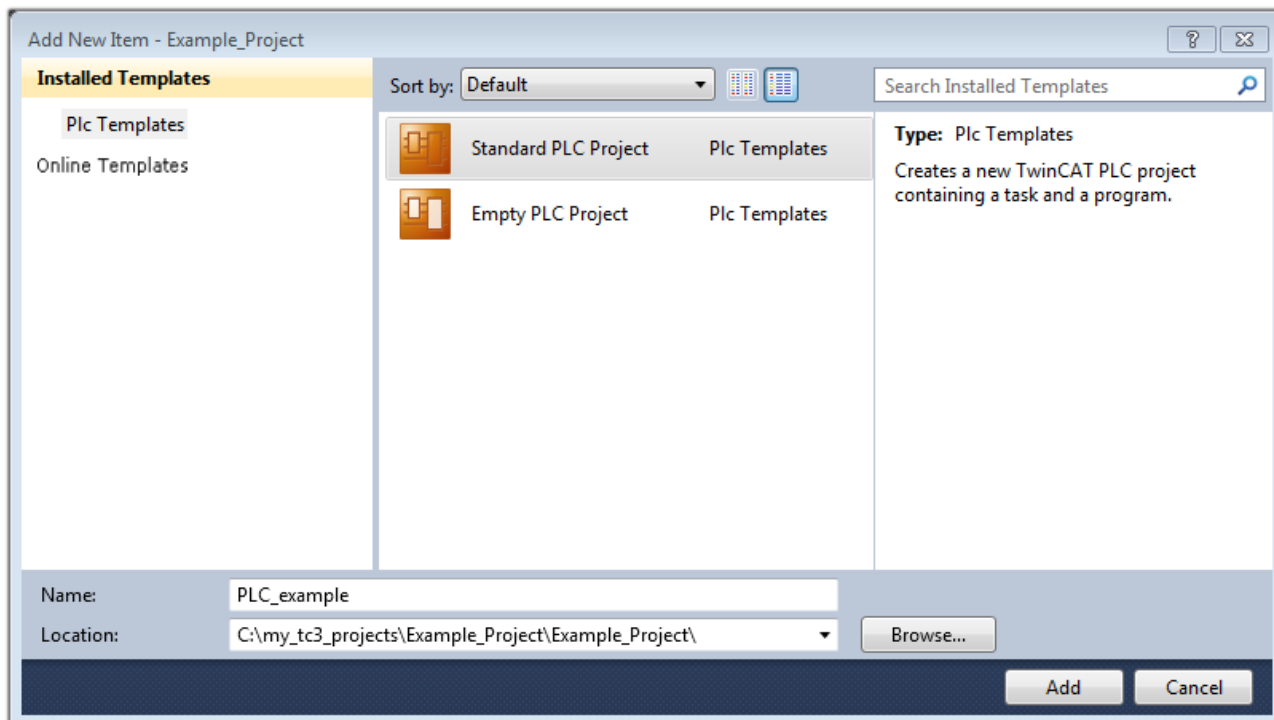 Add New Item - Example_Project
Installed Templates
Plc Templates
Online Templates
Sort by: Default
Search Installed Templates
Standard PLC Project Plc Templates
Empty PLC Project Plc Templates
Type: Plc Templates
Creates a new TwinCAT PLC project
containing a task and a program.
Name: PLC_example
Location: C:\my_tc3_projects\Example_Project\Example_Project\
Browse...
Add Cancel